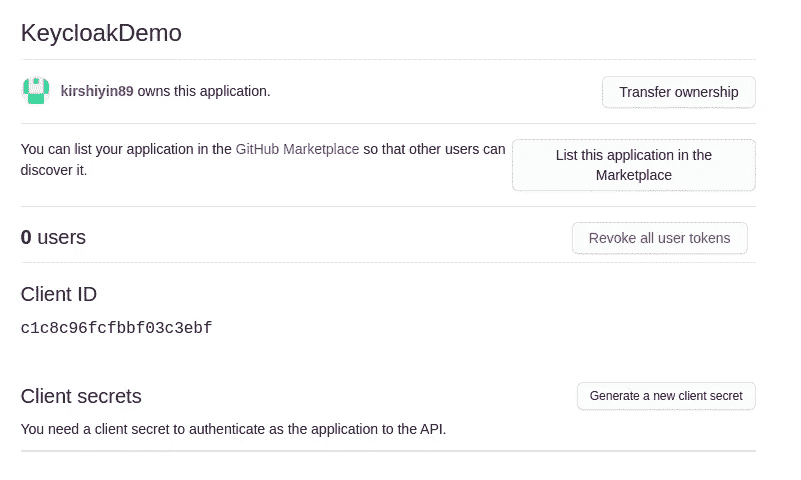 KeycloakDemo
kirshiyin89 owns this application.
Transfer ownership
You can list your application in the GitHub Marketplace so that other users can
discover it.
List this application in the
Marketplace
0 users
Revoke all user tokens
Client ID
c1c8c96fcfbbf03c3ebf
Client secrets
Generate a new client secret
You need a client secret to authenticate as the application to the API.